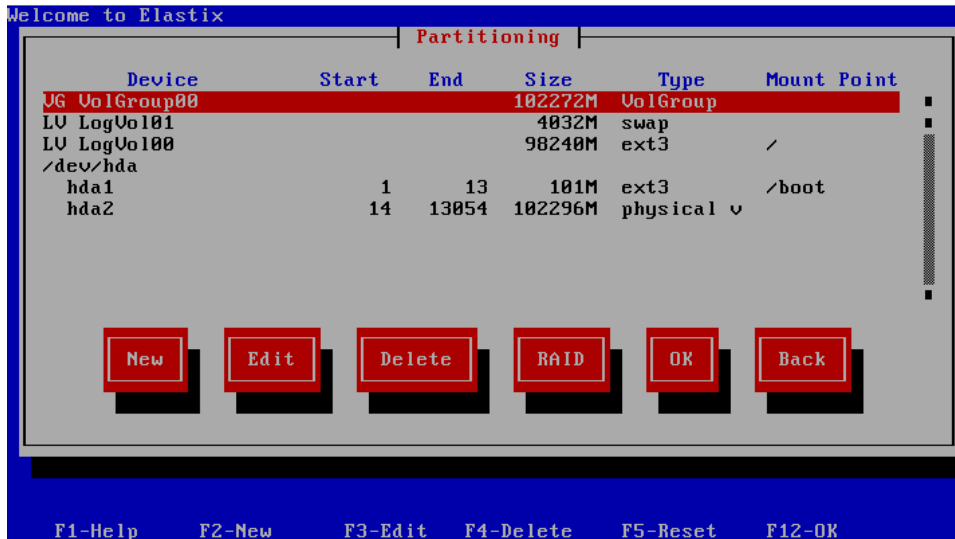 Welcome to Elastix
Partitioning
Device Start End Size Type Mount Point
VG VolGroup00 102272M VolGroup
LV LogVol01 4032M swap
LV LogVol00 98240M ext3 /
/dev/hda
hda1 1 13 101M ext3 /boot
hda2 14 13054 102296M physical v
New Edit Delete RAID OK Back
F1-Help F2-New F3-Edit F4-Delete F5-Reset F12-OK